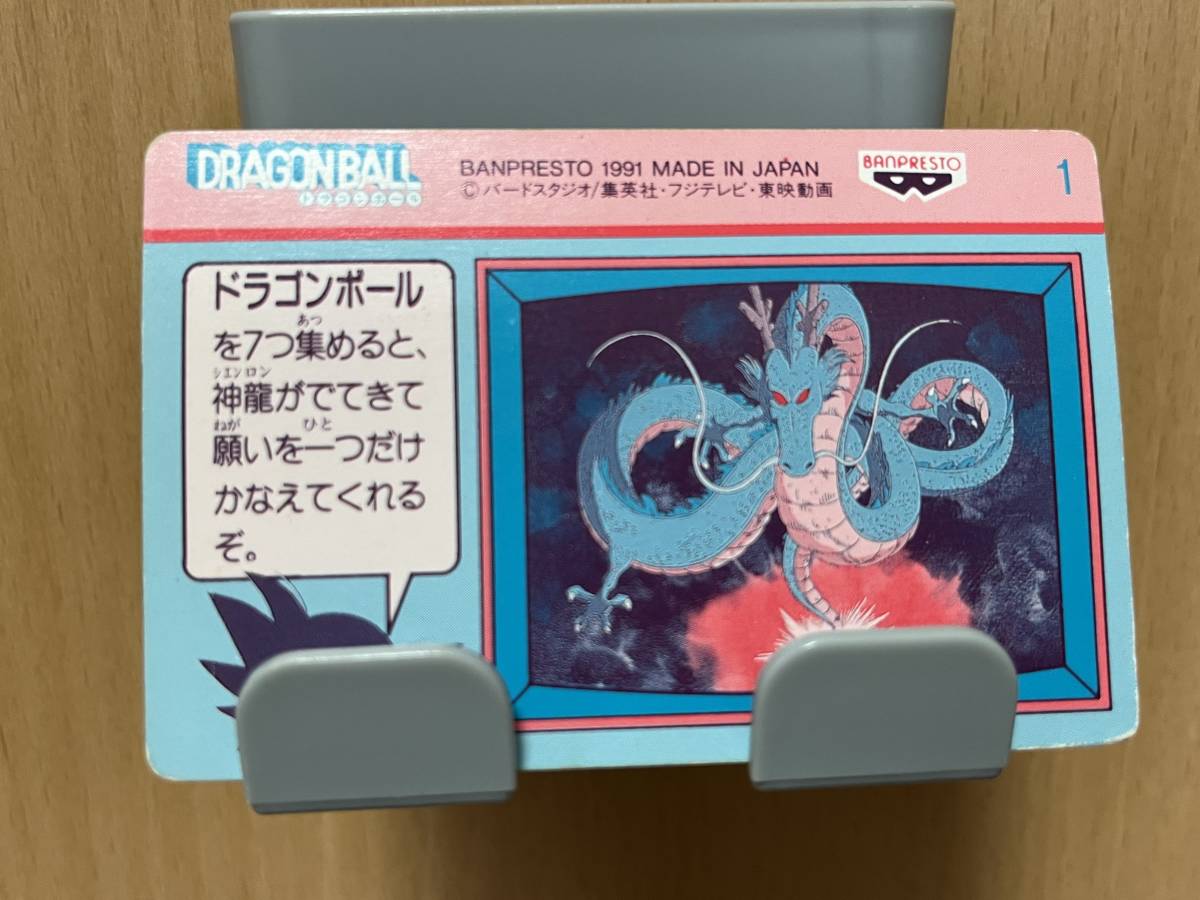 DRAGONBALL
ドラゴンボール
BANPRESTO 1991 MADE IN JAPAN
©バードスタジオ/集英社・フジテレビ・東映動画
BANPRESTO
1
ドラゴンボール
あつ
を7つ集めると、
シェンロン
神龍がでてきて
ねが ひと
願いを一つだけ
かなえてくれる
ぞ。